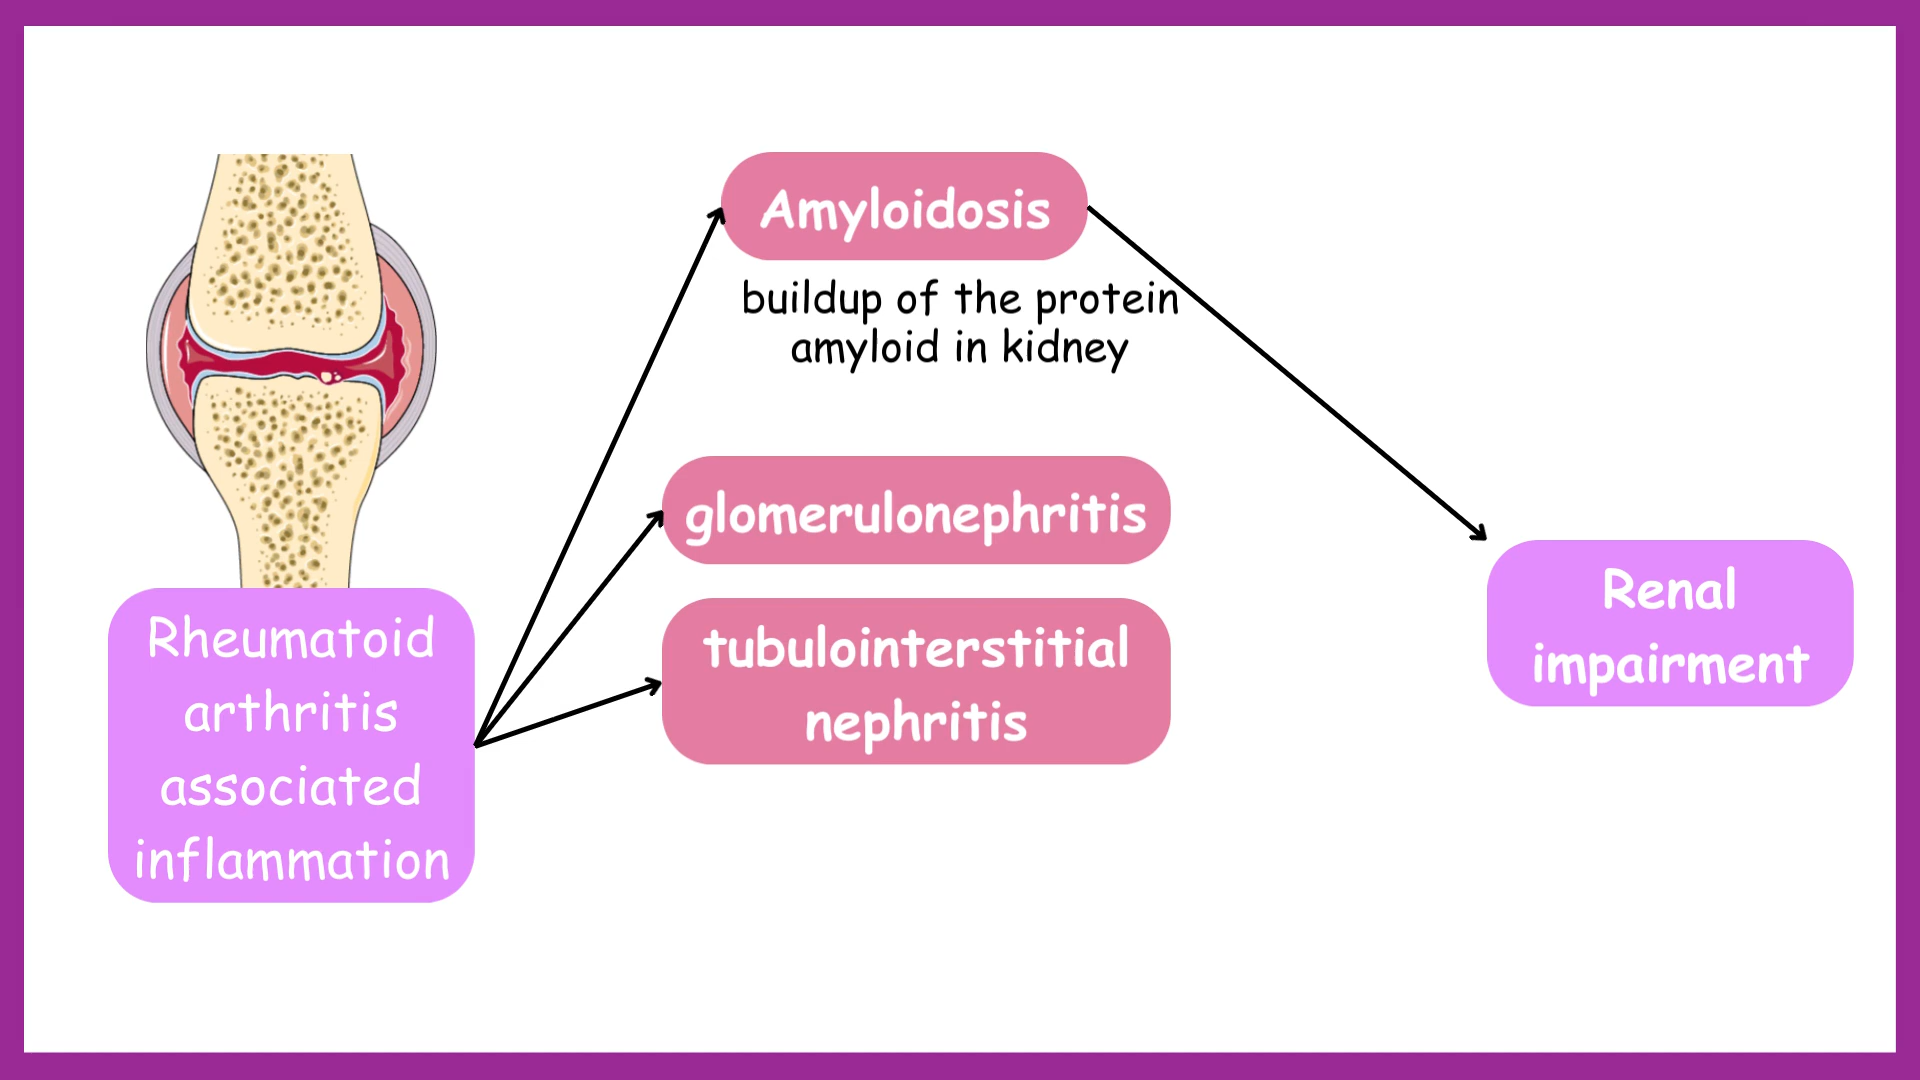 Amyloidosis
buildup of the protein
amyloid in kidney
glomerulonephritis
tubulointerstitial
nephritis
Rheumatoid
arthritis
associated
inflammation
Renal
impairment